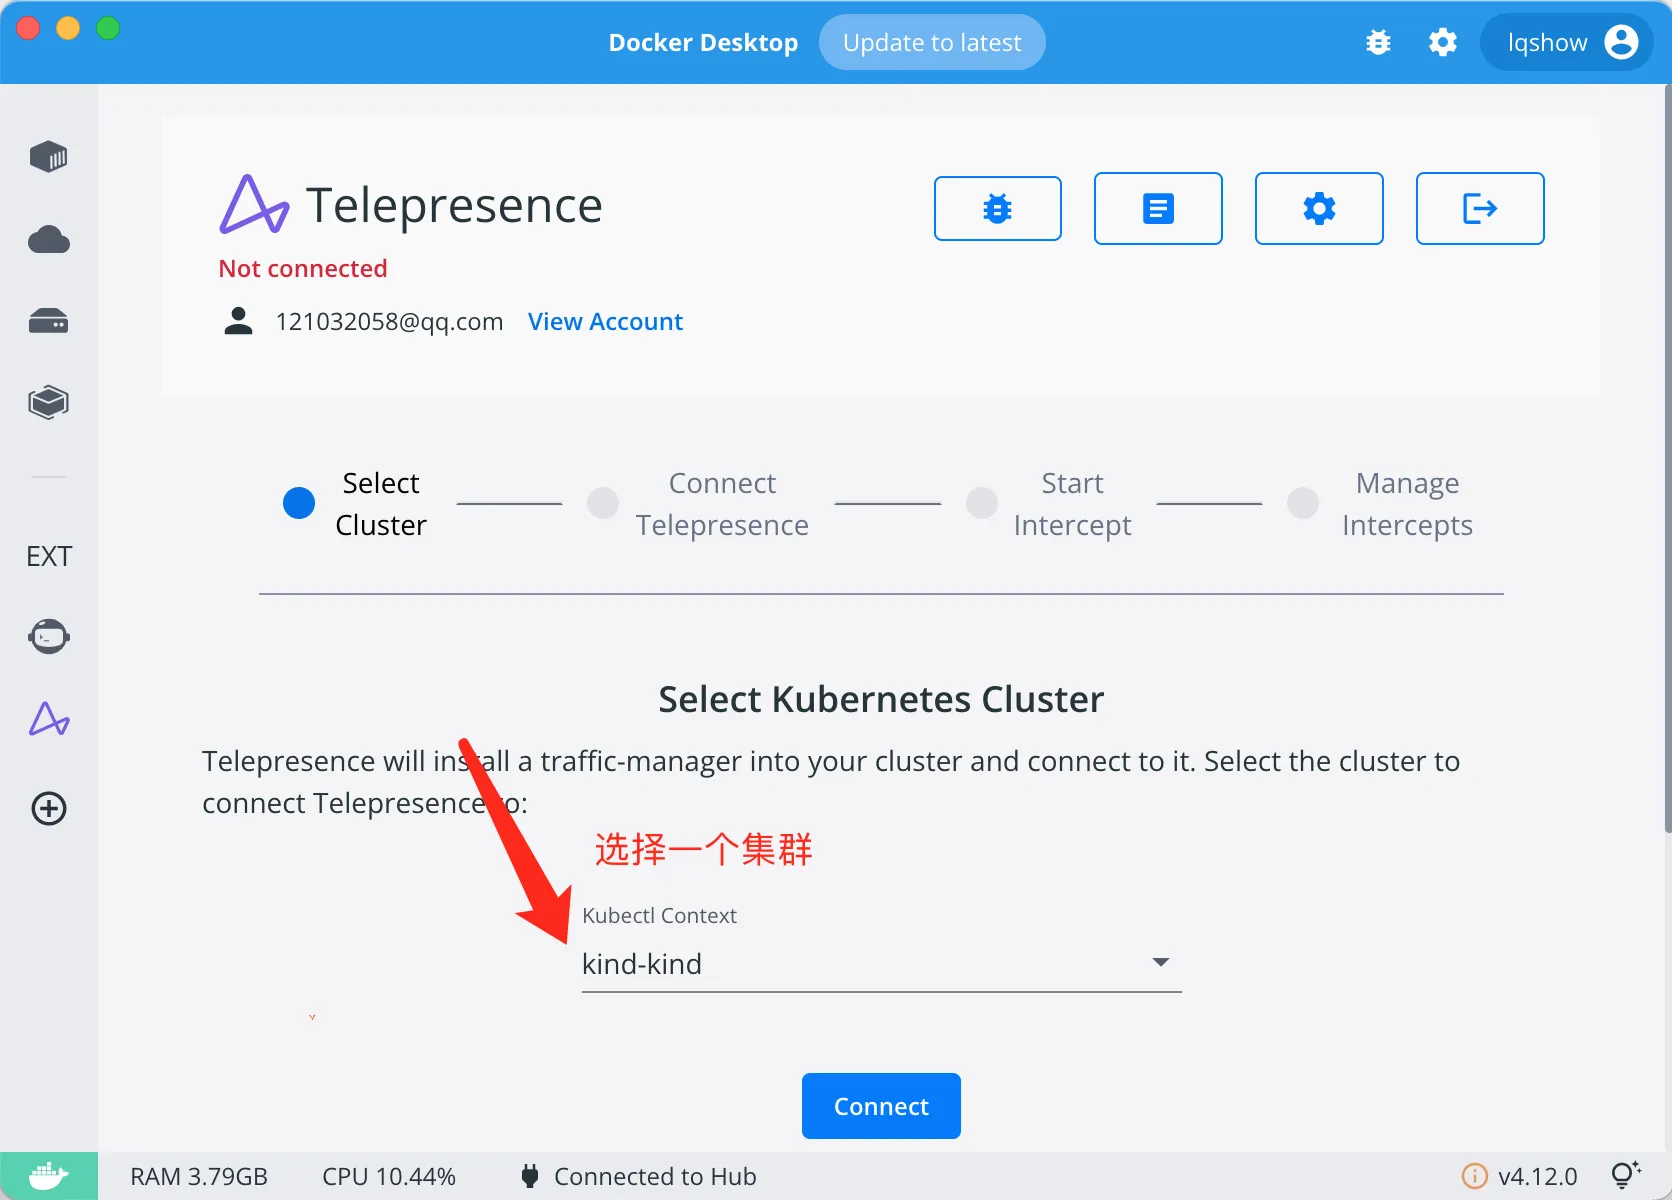 Docker Desktop
Update to latest
lqshow
Telepresence
Not connected
121032058@qq.com
View Account
Select
Cluster
Connect
Telepresence
Start
Intercept
Manage
Intercepts
EXT
Select Kubernetes Cluster
Telepresence will install a traffic-manager into your cluster and connect to it. Select the cluster to
connect Telepresence to:
选择一个集群
Kubectl Context
kind-kind
Connect
RAM 3.79GB
CPU 10.44%
Connected to Hub
v4.12.0